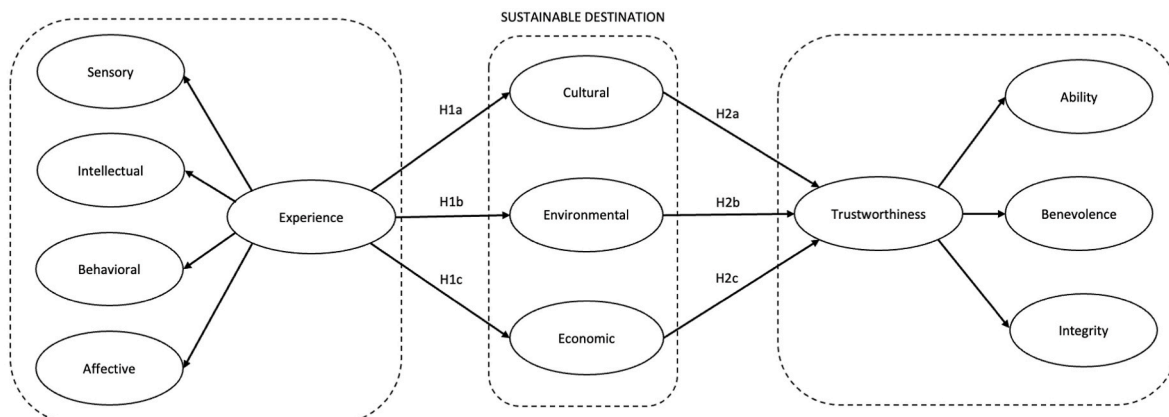 SUSTAINABLE DESTINATION
Sensory
Intellectual
Behavioral
Affective
Experience
H1a
H1b
H1c
Cultural
Environmental
Economic
H2a
H2b
H2c
Trustworthiness
Ability
Benevolence
Integrity